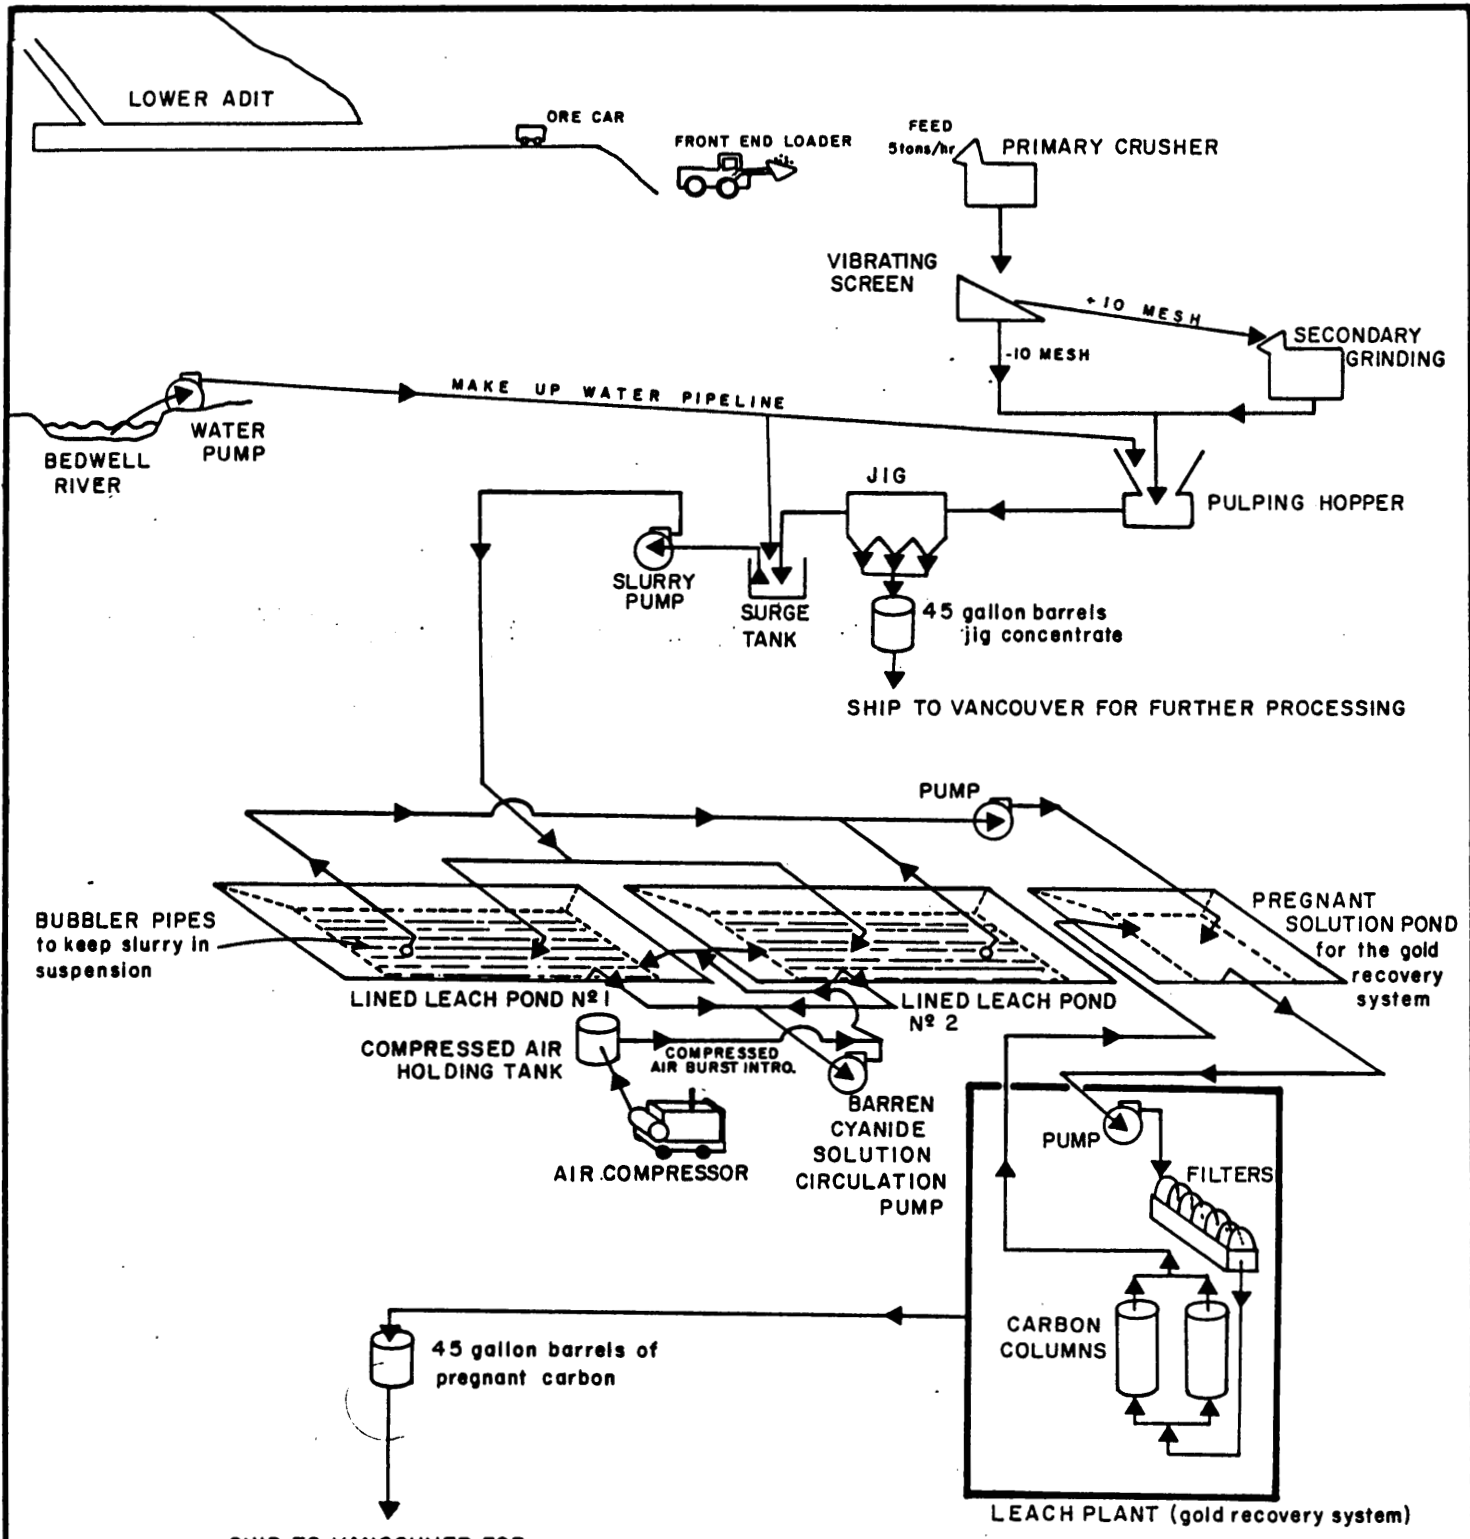 LOWER ADIT
ORE CAR
FRONT END LOADER
FEED
5tons/hr
PRIMARY CRUSHER
VIBRATING
SCREEN
+10 MESH
-10 MESH
SECONDARY
GRINDING
MAKE UP WATER PIPELINE
WATER
PUMP
BEDWELL
RIVER
JIG
PULPING HOPPER
SLURRY
PUMP
SURGE
TANK
45 gallon barrels
jig concentrate
SHIP TO VANCOUVER FOR FURTHER PROCESSING
PUMP
BUBBLER PIPES
to keep slurry in
suspension
PREGNANT
SOLUTION POND
for the gold
recovery
system
LINED LEACH POND Nº 1
LINED LEACH POND
Nº 2
COMPRESSED AIR
HOLDING TANK
COMPRESSED
AIR BURST INTRO.
AIR COMPRESSOR
BARREN
CYANIDE
SOLUTION
CIRCULATION
PUMP
PUMP
FILTERS
CARBON
COLUMNS
45 gallon barrels of
pregnant carbon
LEACH PLANT (gold recovery system)
SHIP TO VANCOUVER FOR